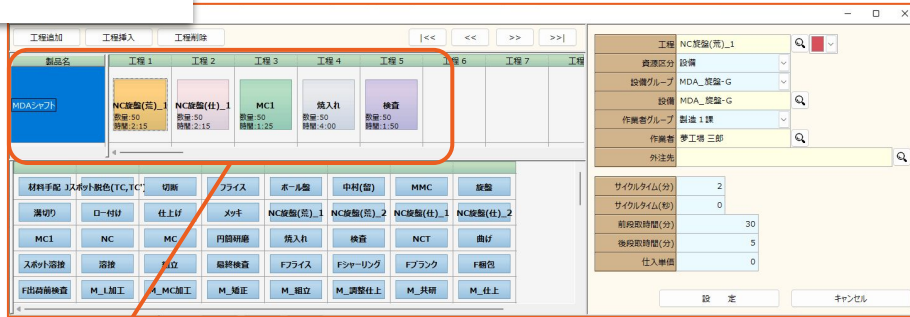 工程追加 工程挿入 工程削除 |<< << >> >>|
製品名 工程 1 工程 2 工程 3 工程 4 工程 5 工程 6 工程 7 工程
MDAシャフト
NC旋盤(荒)_1 NC旋盤(仕)_1 MC1 焼入れ 検査
数量:50 数量:50 数量:50 数量:50 数量:50
時間:2:15 時間:2:15 時間:1:25 時間:4:00 時間:1:50
材料手配 スポット脱色(TC,TC') 切断 フライス ボール盤 中村(留) MMC 旋盤
溝切り ロー付け 仕上げ メッキ NC旋盤(荒)_1 NC旋盤(荒)_2 NC旋盤(仕)_1 NC旋盤(仕)_2
MC1 NC MC 円筒研磨 焼入れ 検査 NCT 曲げ
スポット溶接 溶接 組立 最終検査 Fフライス Fシャーリング Fブランク F梱包
F出荷前検査 M_L加工 M_MC加工 M_矯正 M_組立 M_調整仕上 M_共研 M_仕上
工程 NC旋盤(荒)_1
資源区分 設備
設備グループ MDA_旋盤-G
設備 MDA_旋盤-G
作業者グループ 製造１課
作業者 夢工場 三郎
外注先
サイクルタイム(分) 2
サイクルタイム(秒) 0
前段取時間(分) 30
後段取時間(分) 5
仕入単価 0
設 定 キャンセル